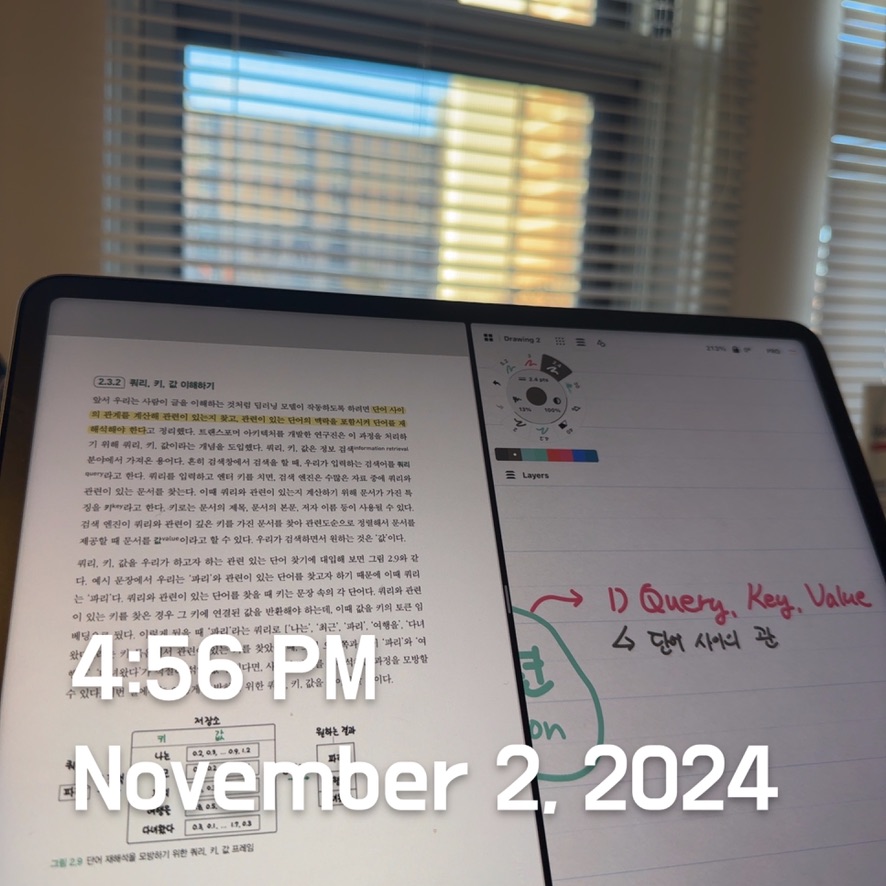 2.3.2 쿼리, 키, 값 이해하기
앞서 우리는 사람이 글을 이해하는 것처럼 딥러닝 모델이 작동하도록 하려면 단어 사이
의 관계를 계산해 관련이 있는지 찾고, 관련이 있는 단어의 맥락을 포함시켜 단어를 재
해석해야 한다고 정리했다. 트랜스포머 아키텍처를 개발한 연구진은 이 과정을 처리하
기 위해 쿼리, 키, 값이라는 개념을 도입했다. 쿼리, 키, 값은 정보 검색information retrieval
분야에서 가져온 용어다. 흔히 검색창에서 검색을 할 때, 우리가 입력하는 검색어를 쿼리
query라고 한다. 쿼리를 입력하고 엔터 키를 치면, 검색 엔진은 수많은 자료 중에 쿼리와
관련이 있는 문서를 찾는다. 이때 쿼리와 관련이 있는지 계산하기 위해 문서가 가진 특
징을 키key라고 한다. 키로는 문서의 제목, 문서의 본문, 저자 이름 등이 사용될 수 있다.
검색 엔진이 쿼리와 관련이 깊은 키를 가진 문서를 찾아 관련도순으로 정렬해서 문서를
제공할 때 문서를 값value이라고 할 수 있다. 우리가 검색하면서 원하는 것은 '값'이다.
쿼리, 키, 값을 우리가 하고자 하는 관련 있는 단어 찾기에 대입해 보면 그림 2.9와 같
다. 예시 문장에서 우리는 '파리'와 관련이 있는 단어를 찾고자 하기 때문에 이때 쿼리
는 '파리'다. 쿼리와 관련이 있는 단어를 찾을 때 키는 문장 속의 각 단어다. 쿼리와 관련
이 있는 키를 찾은 경우 그 키에 연결된 값을 반환해야 하는데, 이때 값을 키의 토큰 임
'파리'라는 쿼리로 ['나는', '최근', '파리', '여행을', '다녀
'파리'와 '여
과정을 모방할
수 있다.
위한 쿼리, 키, 값을
저장소
키 값
원하는 결과
나는 0.2, 0.3, ... 0.4, 1.2
여행을
다녀왔다 0.3, 0.1, ... 1.7, 0.3
그림 2.9 단어 재해석을 모방하기 위한 쿼리, 키, 값 프레임
Drawing 2
213%
PRO
2.4 pts
13% 100%
Layers
1) Query, Key, Value
↳ 단어 사이의 관
on
4:56 PM
November 2, 2024